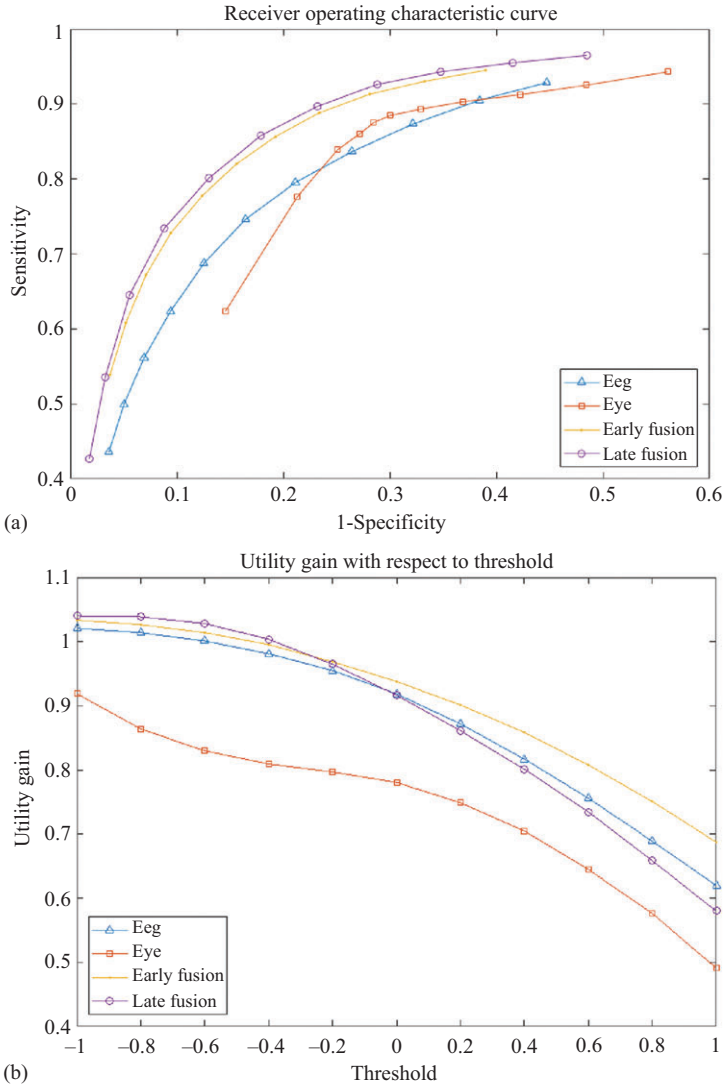 Receiver operating characteristic curve
1
0.9
0.8
0.7
0.6
0.5
0.4
Sensitivity
Eeg
Eye
Early fusion
Late fusion
0 0.1 0.2 0.3 0.4 0.5 0.6
(a) 1-Specificity
Utility gain with respect to threshold
1.1
1
0.9
0.8
0.7
0.6
0.5
0.4
Utility gain
Eeg
Eye
Early fusion
Late fusion
–1 –0.8 –0.6 –0.4 –0.2 0 0.2 0.4 0.6 0.8 1
(b) Threshold